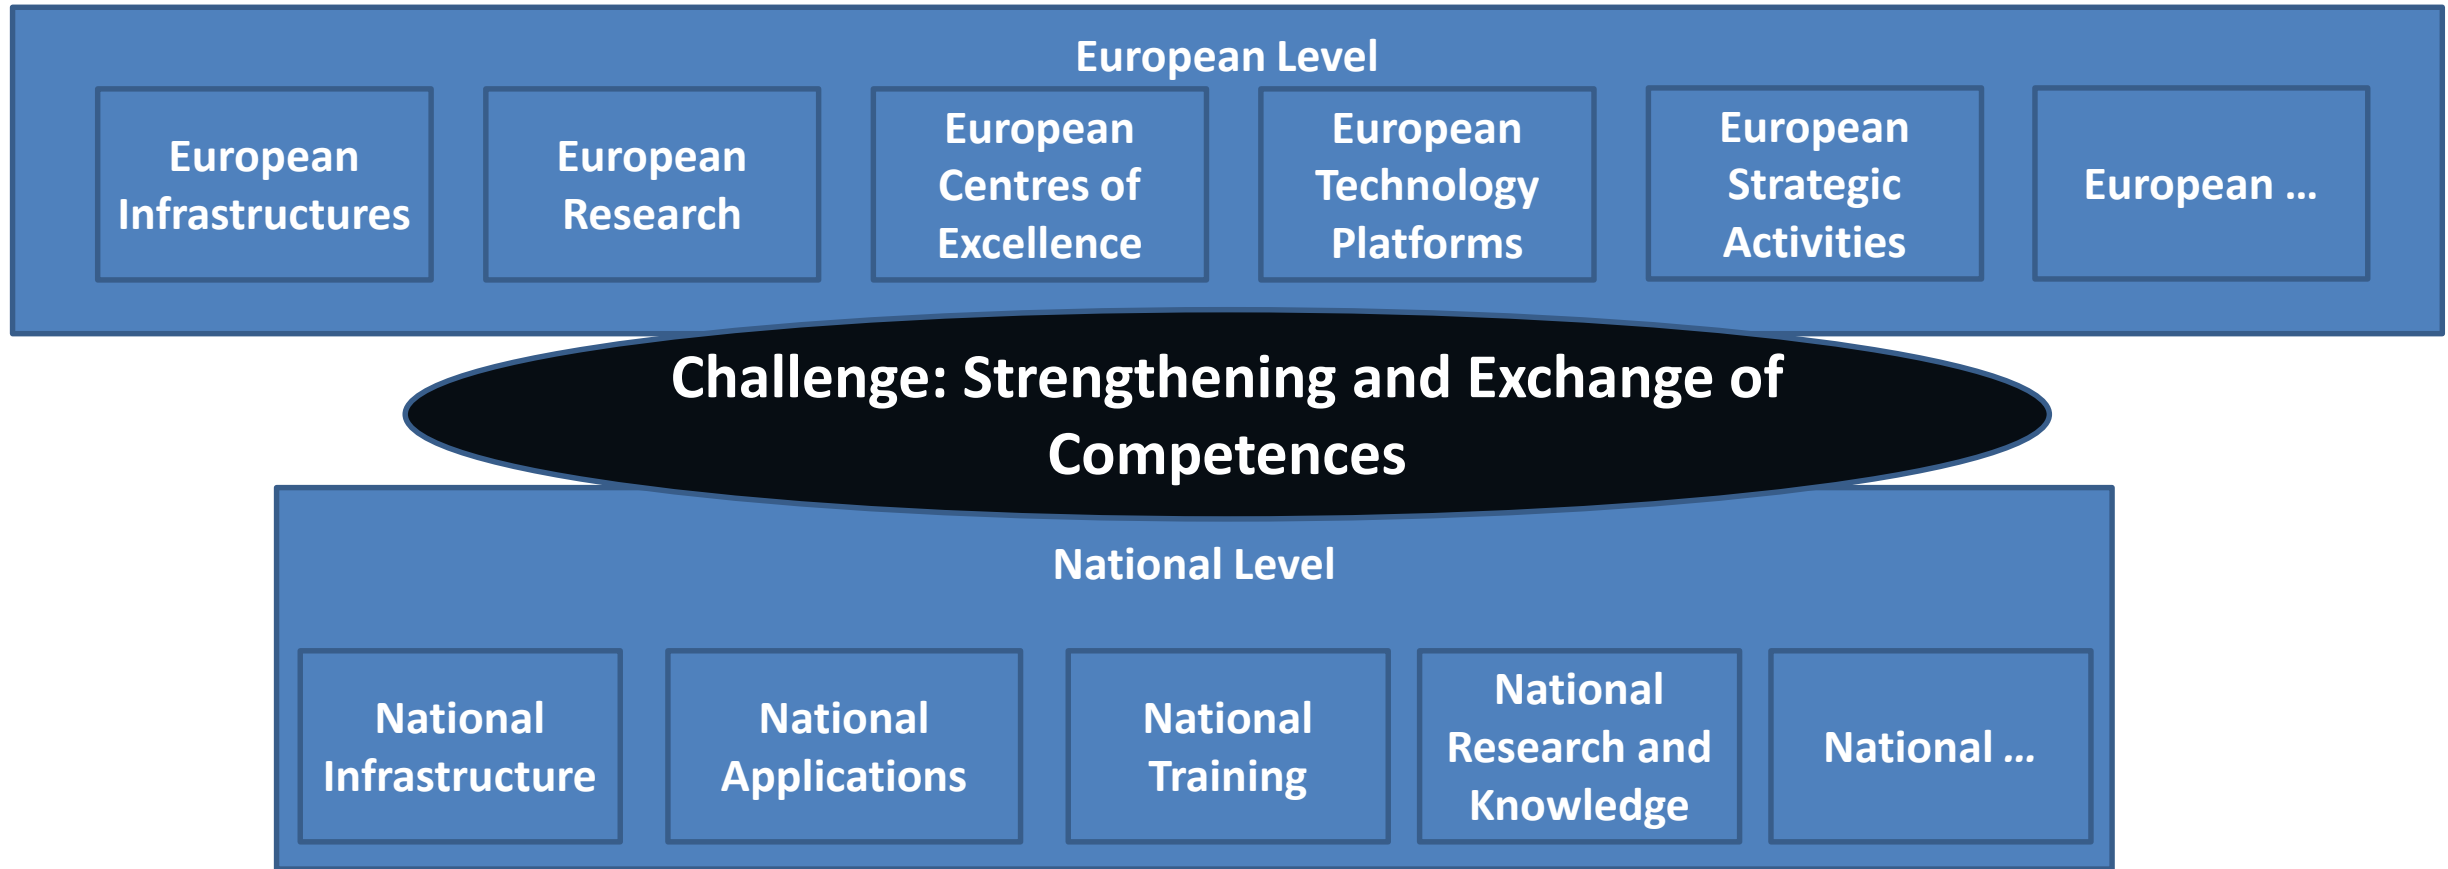 European Level
European
Infrastructures
European
Research
European
Centres of
Excellence
European
Technology
Platforms
European
Strategic
Activities
European ...
Challenge: Strengthening and Exchange of
Competences
National Level
National
Infrastructure
National
Applications
National
Training
National
Research and
Knowledge
National ...